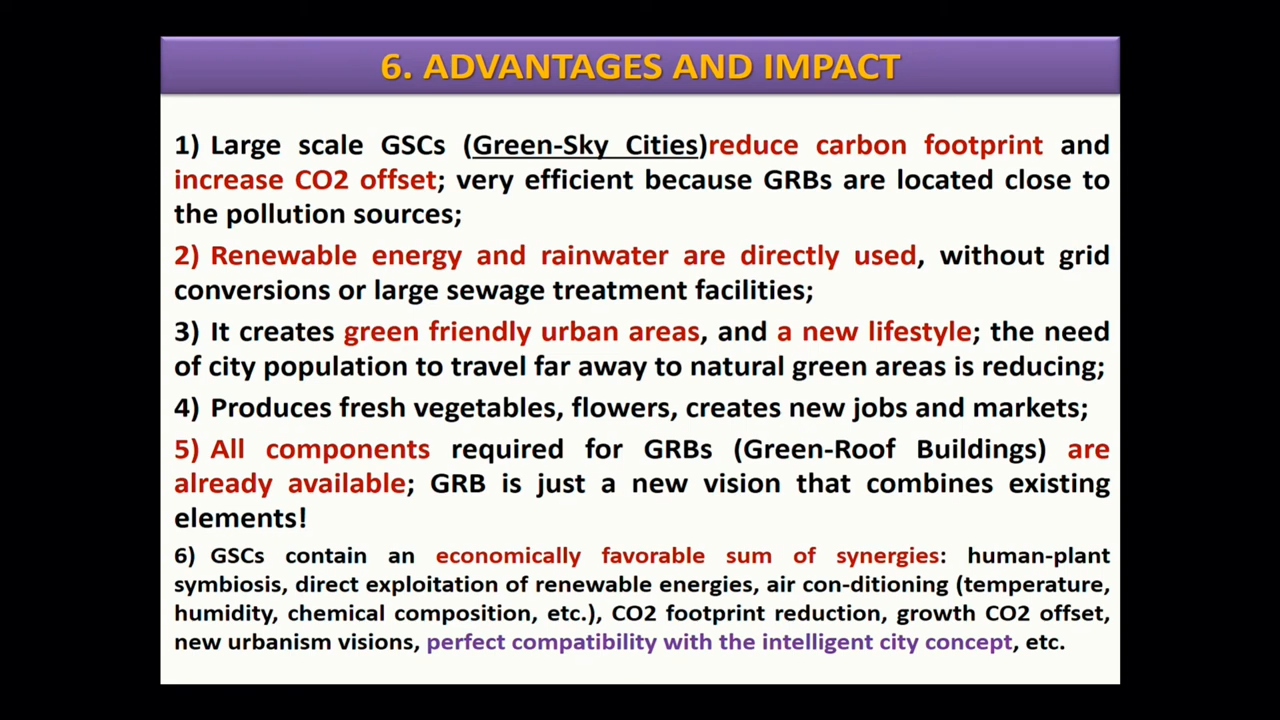 6. ADVANTAGES AND IMPACT
1) Large scale GSCs (Green-Sky Cities)reduce carbon footprint and
increase CO2 offset; very efficient because GRBs are located close to
the pollution sources;
2) Renewable energy and rainwater are directly used, without grid
conversions or large sewage treatment facilities;
3) It creates green friendly urban areas, and a new lifestyle; the need
of city population to travel far away to natural green areas is reducing;
4) Produces fresh vegetables, flowers, creates new jobs and markets;
5) All components required for GRBs (Green-Roof Buildings) are
already available; GRB is just a new vision that combines existing
elements!
6) GSCs contain an economically favorable sum of synergies: human-plant
symbiosis, direct exploitation of renewable energies, air con-ditioning (temperature,
humidity, chemical composition, etc.), CO2 footprint reduction, growth CO2 offset,
new urbanism visions, perfect compatibility with the intelligent city concept, etc.